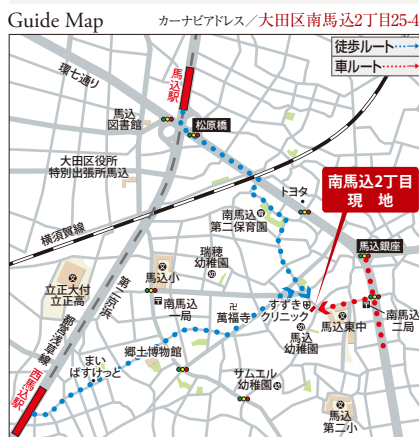 Guide Map
カーナビアドレス／大田区南馬込2丁目25-4
徒歩ルート
車ルート
環七通り
馬込駅
馬込
図書館
松原橋
大田区役所
特別出張所馬込
トヨタ
南馬込2丁目
現 地
横須賀線
南馬込
第二保育園
馬込銀座
瑞穂
幼稚園
立正大付
立正高
第二京浜
馬込小
南馬込
一局
卍
萬福寺
すずき
クリニック
馬込東中
南馬込
二局
馬込
幼稚園
都営浅草線
郷土博物館
まい
ばすけっと
サムエル
幼稚園
西馬込駅
馬込
第二小